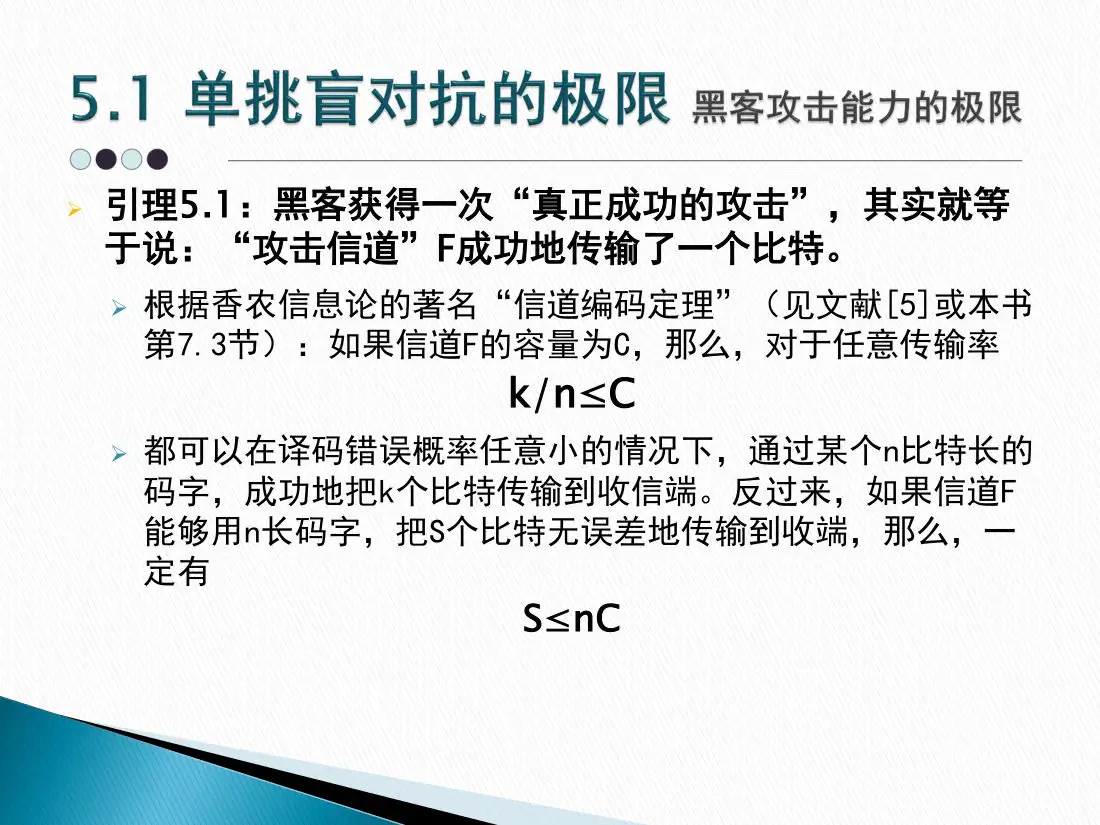 5.1 单挑盲对抗的极限 黑客攻击能力的极限
引理5.1：黑客获得一次“真正成功的攻击”，其实就等
于说：“攻击信道”F成功地传输了一个比特。
根据香农信息论的著名“信道编码定理”（见文献[5]或本书
第7.3节）：如果信道F的容量为C，那么，对于任意传输率
k/n≤C
都可以在译码错误概率任意小的情况下，通过某个n比特长的
码字，成功地把k个比特传输到收信端。反过来，如果信道F
能够用n长码字，把S个比特无误差地传输到收端，那么，一
定有
S≤nC